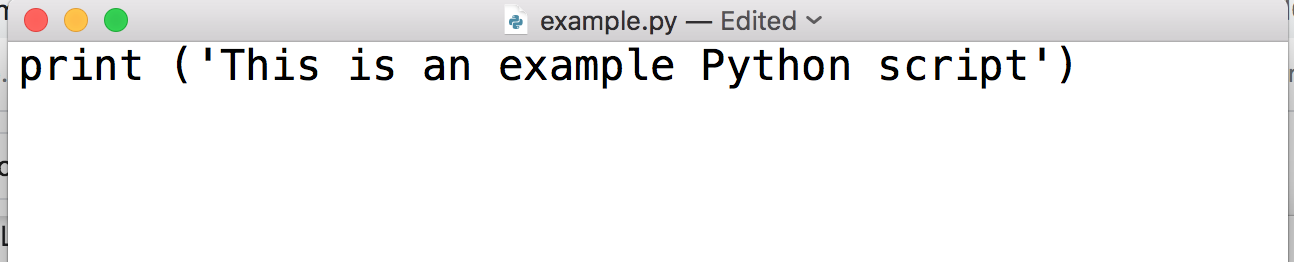 example.py — Edited
print ('This is an example Python script')